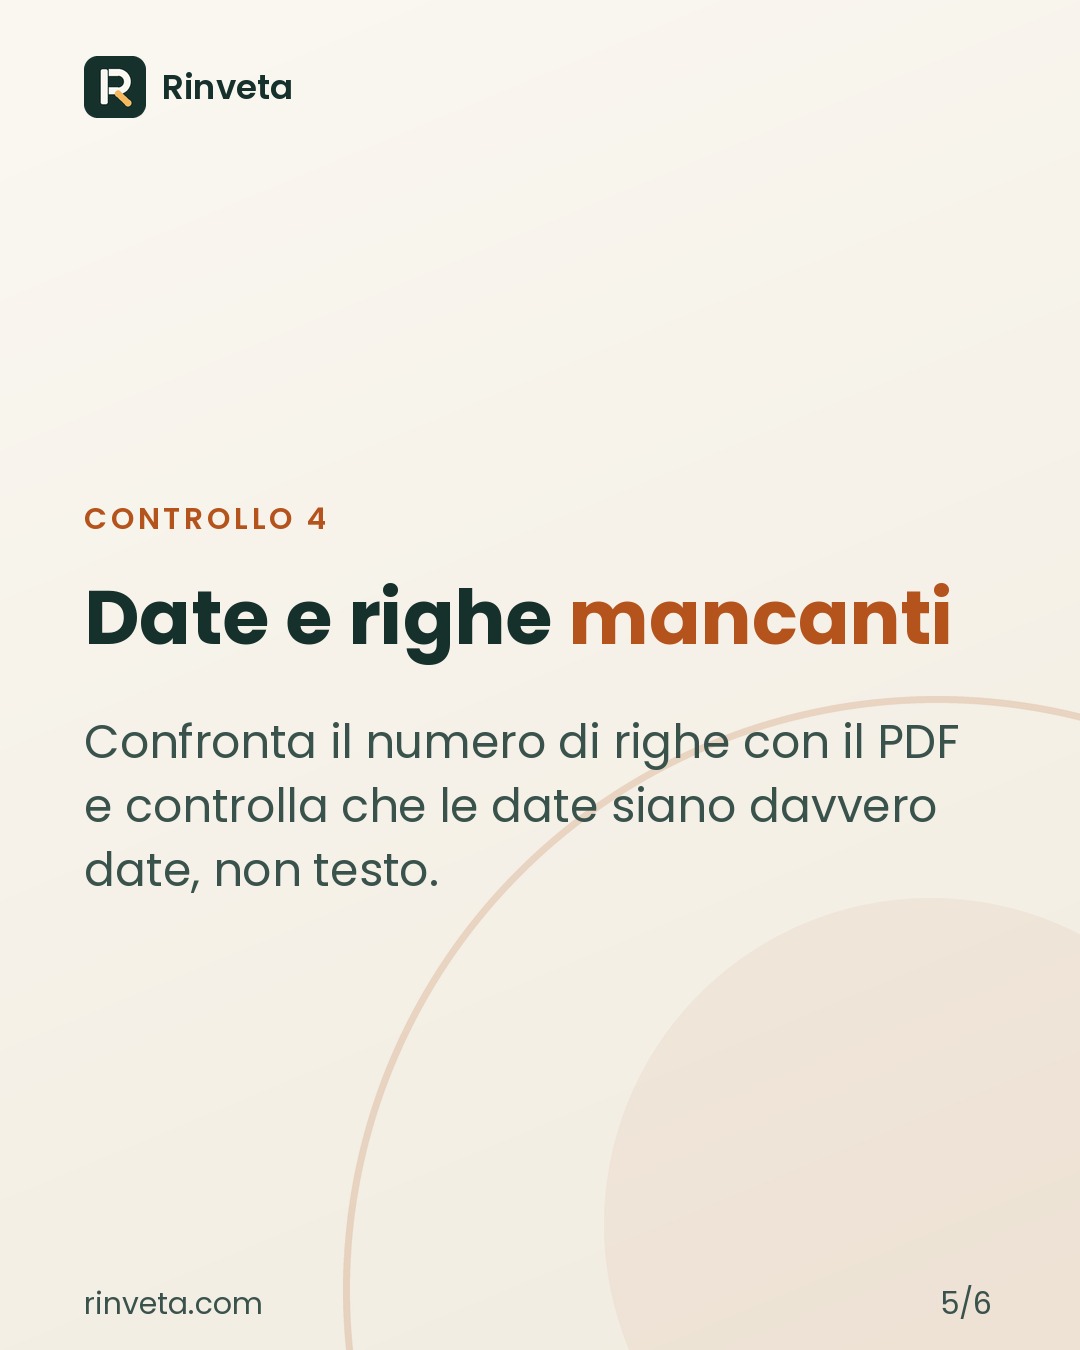 Rinveta
CONTROLLO 4
Date e righe mancanti
Confronta il numero di righe con il PDF
e controlla che le date siano davvero
date, non testo.
rinveta.com
5/6